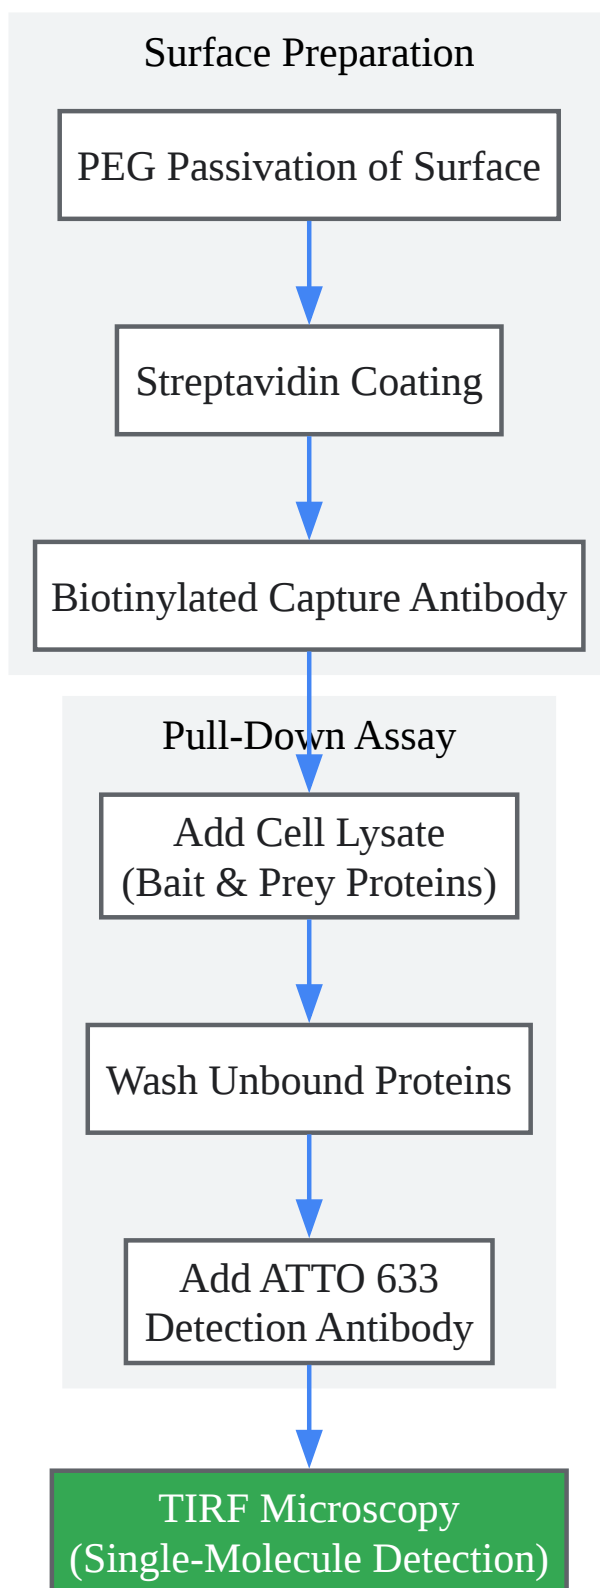 Surface Preparation
PEG Passivation of Surface
Streptavidin Coating
Biotinylated Capture Antibody
Pull-Down Assay
Add Cell Lysate
(Bait & Prey Proteins)
Wash Unbound Proteins
Add ATTO 633
Detection Antibody
TIRF Microscopy
(Single-Molecule Detection)